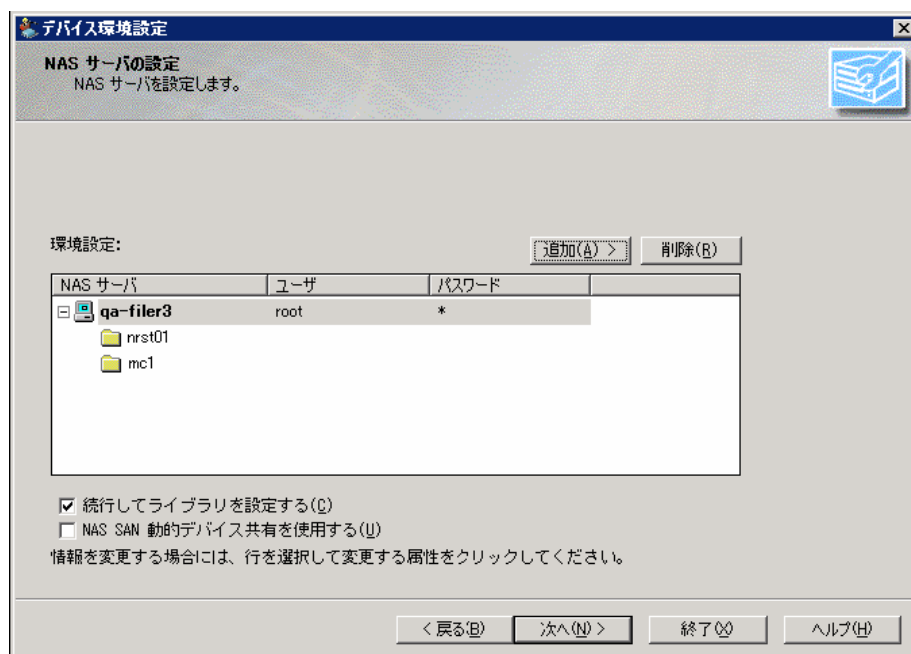 デバイス環境設定
NAS サーバの設定
NAS サーバを設定します。
環境設定:
追加(A) > 削除(R)
NAS サーバ ユーザ パスワード
qa-filer3 root *
nrst01
mc1
続行してライブラリを設定する(C)
NAS SAN 動的デバイス共有を使用する(U)
情報を変更する場合には、行を選択して変更する属性をクリックしてください。
< 戻る(B) 次へ(N) > 終了(X) ヘルプ(H)